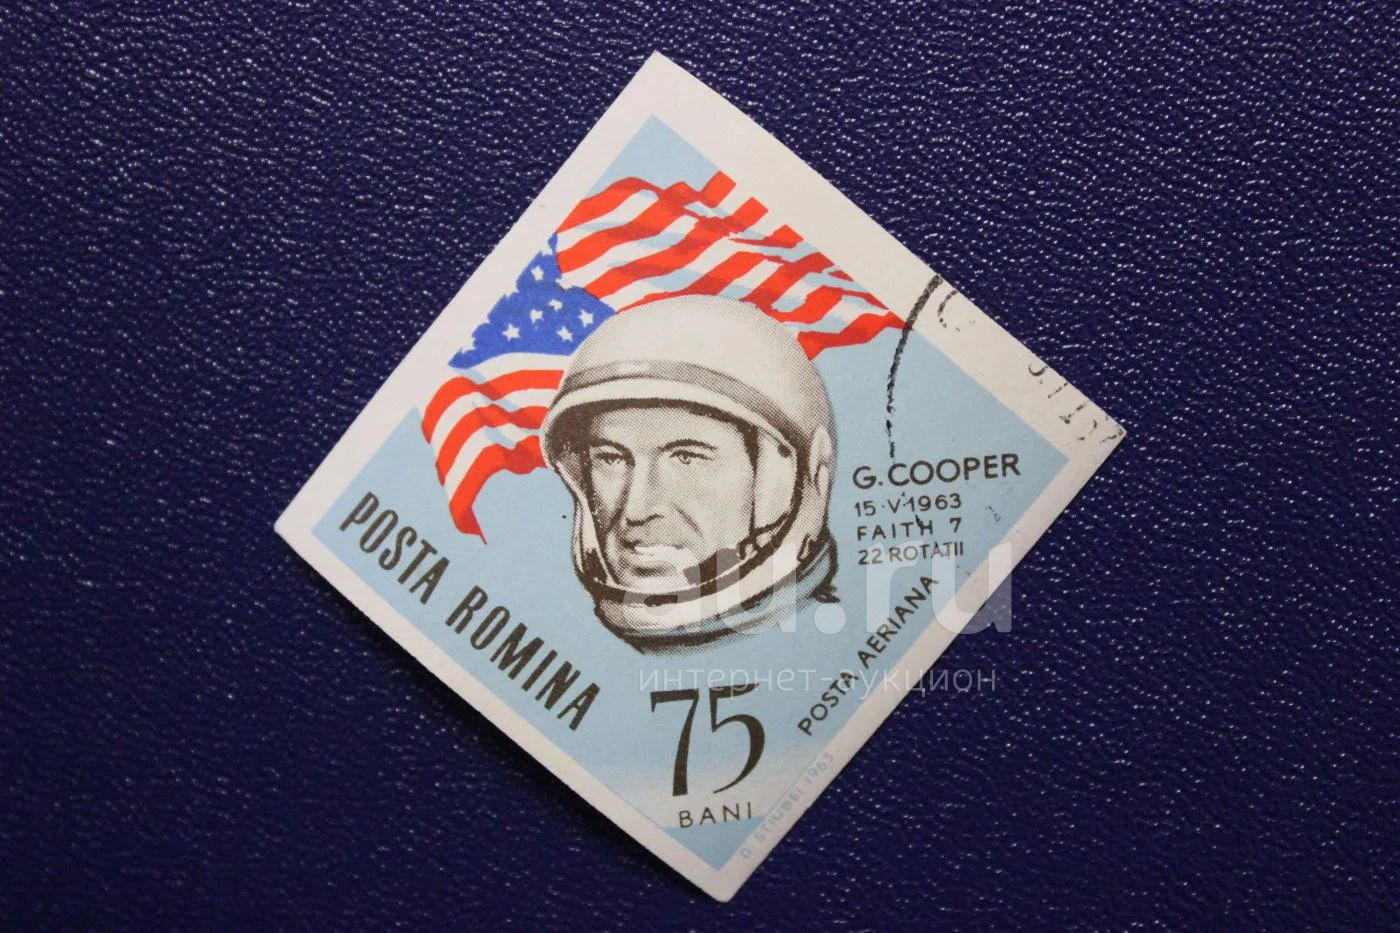 G. COOPER
15·V·1963
FAITH 7
22 ROTATII
POSTA ROMINA
POSTA AERIANA
75
BANI
D STIUBEI 1963
au.ru
интернет-аукцион